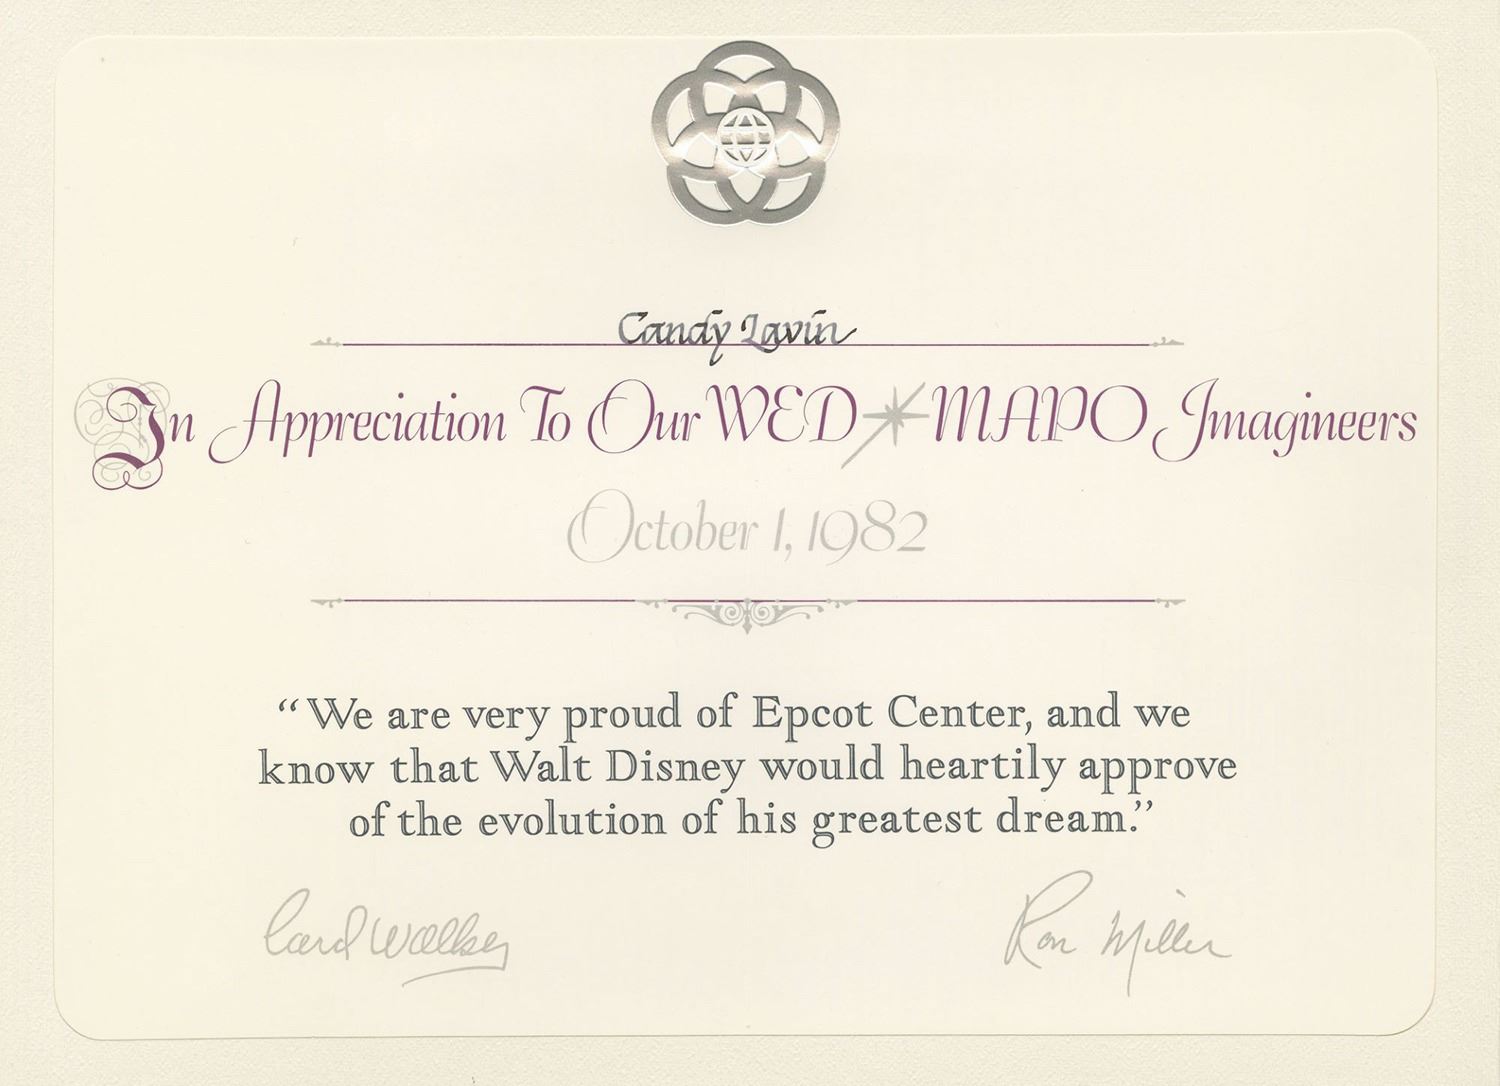 Candy Lavin
In Appreciation To Our WED MAPO Imagineers
October 1, 1982
“We are very proud of Epcot Center, and we
know that Walt Disney would heartily approve
of the evolution of his greatest dream.”
Card Walker Ron Miller